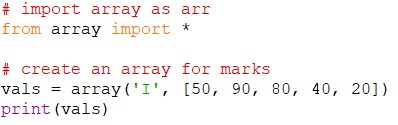 # import array as arr
from array import *
# create an array for marks
vals = array('I', [50, 90, 80, 40, 20])
print(vals)